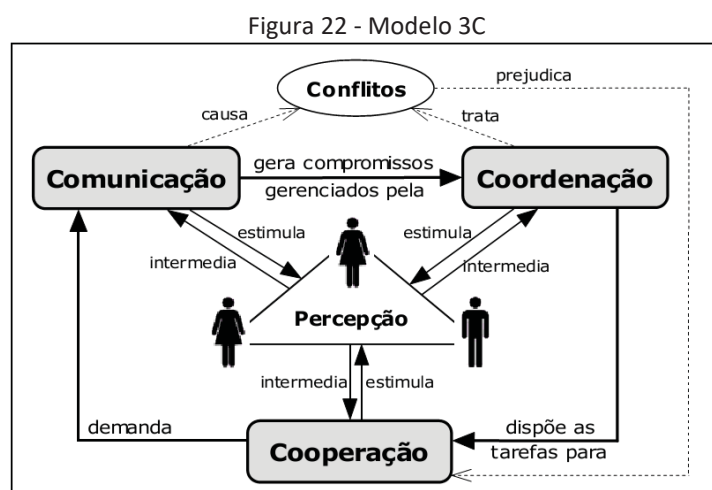 Figura 22 - Modelo 3C
Conflitos
prejudica
causa
trata
Comunicação
gera compromissos
gerenciados pela
Coordenação
estimula
intermedia
estimula
intermedia
Percepção
intermedia
estimula
demanda
Cooperação
dispõe as
tarefas para